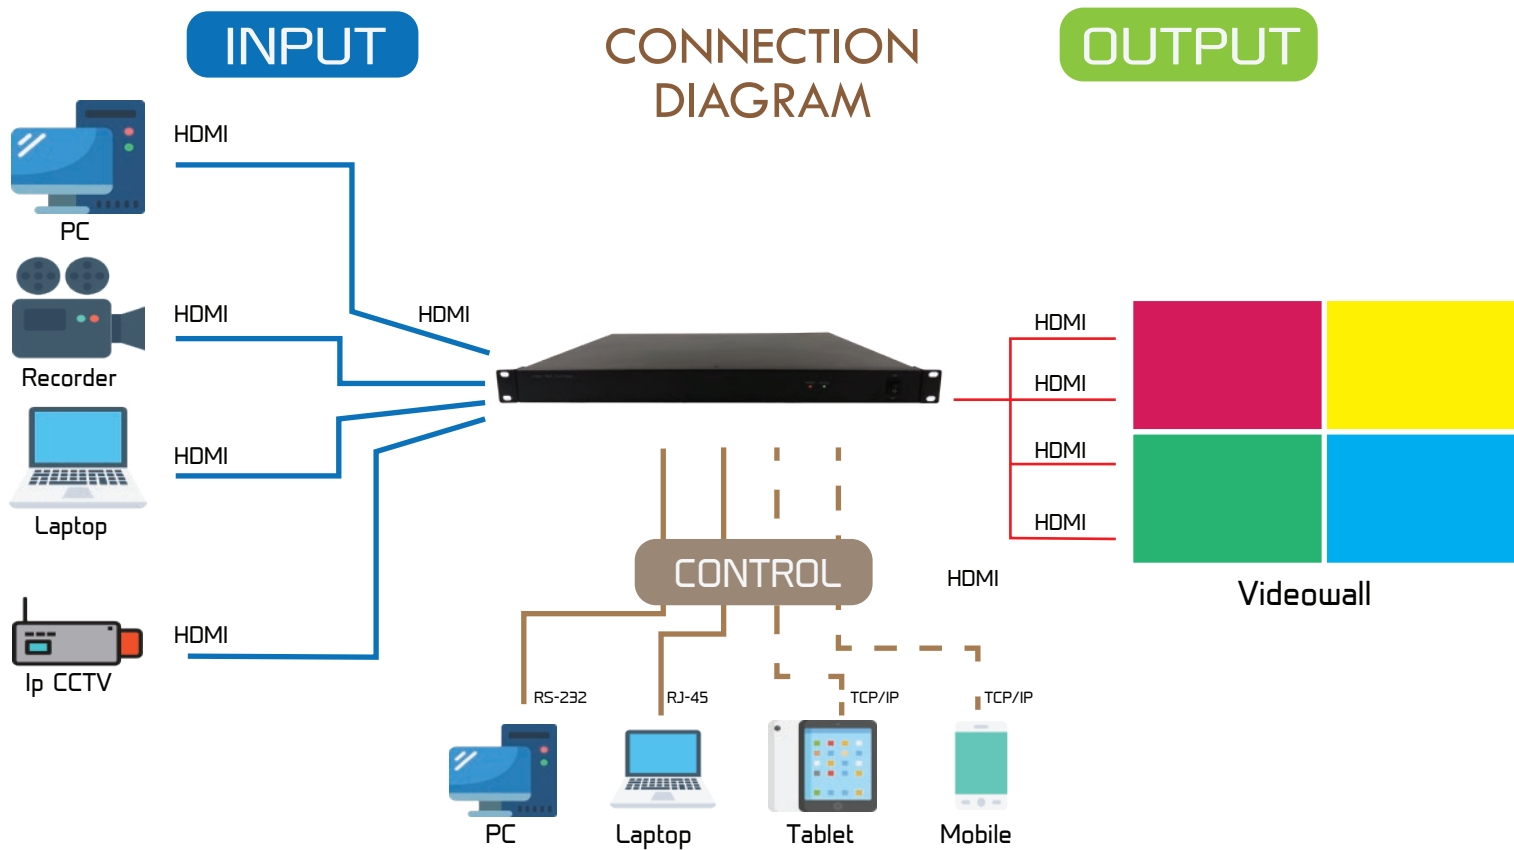 INPUT
CONNECTION
DIAGRAM
OUTPUT
HDMI
PC
HDMI
HDMI
Recorder
HDMI
Laptop
HDMI
Ip CCTV
HDMI
HDMI
HDMI
HDMI
Videowall
CONTROL
HDMI
RS-232
RJ-45
TCP/IP
TCP/IP
PC
Laptop
Tablet
Mobile